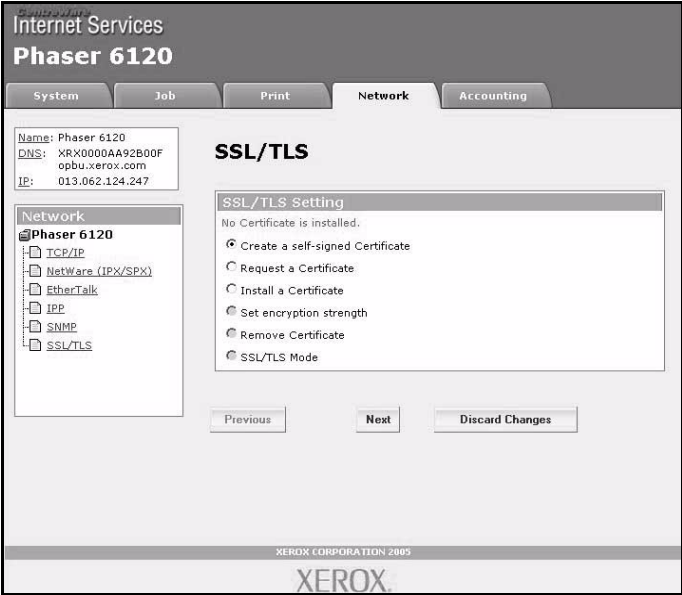 CentreWare
Internet Services
Phaser 6120
System Job Print Network Accounting
Name: Phaser 6120
DNS: XRX0000AA92B00F
opbu.xerox.com
IP: 013.062.124.247
Network
Phaser 6120
TCP/IP
NetWare (IPX/SPX)
EtherTalk
IPP
SNMP
SSL/TLS
SSL/TLS
SSL/TLS Setting
No Certificate is installed.
Create a self-signed Certificate
Request a Certificate
Install a Certificate
Set encryption strength
Remove Certificate
SSL/TLS Mode
Previous Next Discard Changes
XEROX CORPORATION 2005
XEROX.